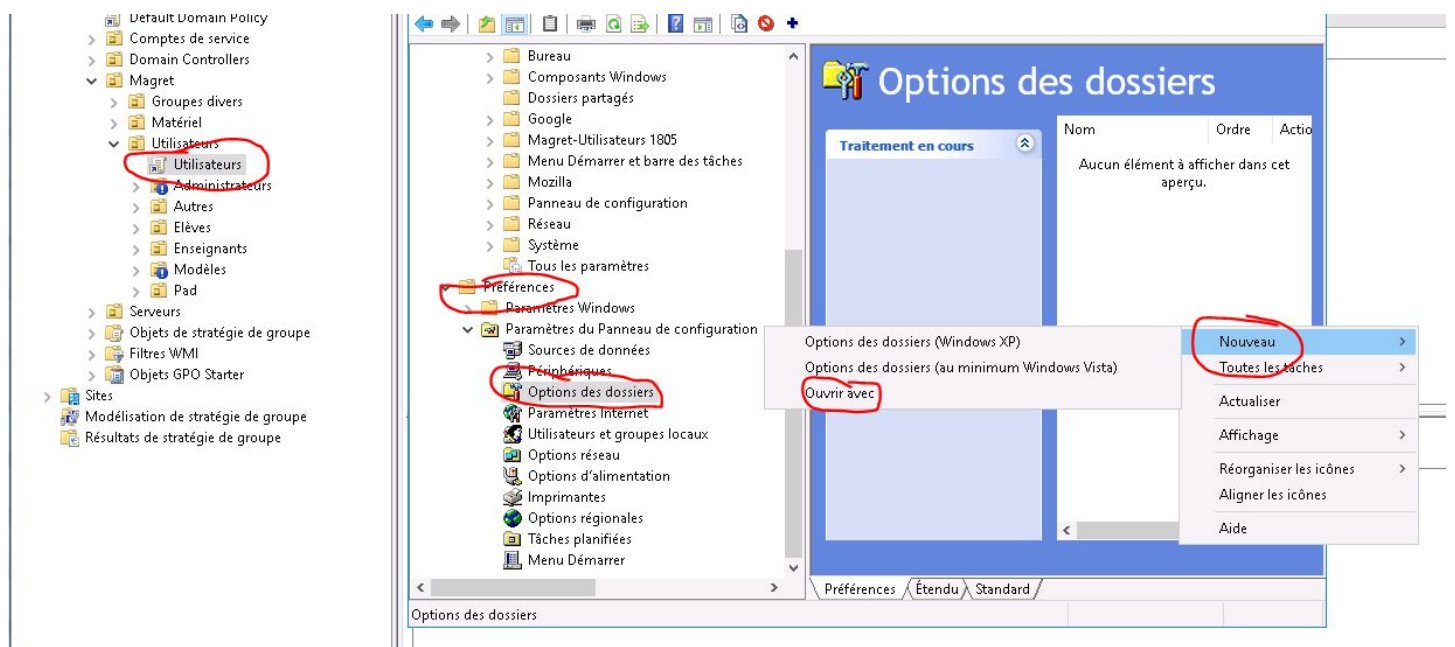 Default Domain Policy
Comptes de service
Domain Controllers
Magret
Groupes divers
Matériel
Utilisateurs
Utilisateurs
Administrateurs
Autres
Elèves
Enseignants
Modèles
Pad
Serveurs
Objets de stratégie de groupe
Filtres WMI
Objets GPO Starter
Sites
Modélisation de stratégie de groupe
Résultats de stratégie de groupe
Bureau
Composants Windows
Dossiers partagés
Google
Magret-Utilisateurs 1805
Menu Démarrer et barre des tâches
Mozilla
Panneau de configuration
Réseau
Système
Tous les paramètres
Préférences
Paramètres Windows
Paramètres du Panneau de configuration
Sources de données
Périphériques
Options des dossiers
Paramètres Internet
Utilisateurs et groupes locaux
Options réseau
Options d'alimentation
Imprimantes
Options régionales
Tâches planifiées
Menu Démarrer
Options des dossiers
Options des dossiers
Traitement en cours
Nom Ordre Actio
Aucun élément à afficher dans cet
aperçu.
Options des dossiers (Windows XP)
Options des dossiers (au minimum Windows Vista)
Ouvrir avec
Nouveau
Toutes les tâches
Actualiser
Affichage
Réorganiser les icônes
Aligner les icônes
Aide
Préférences Étendu Standard